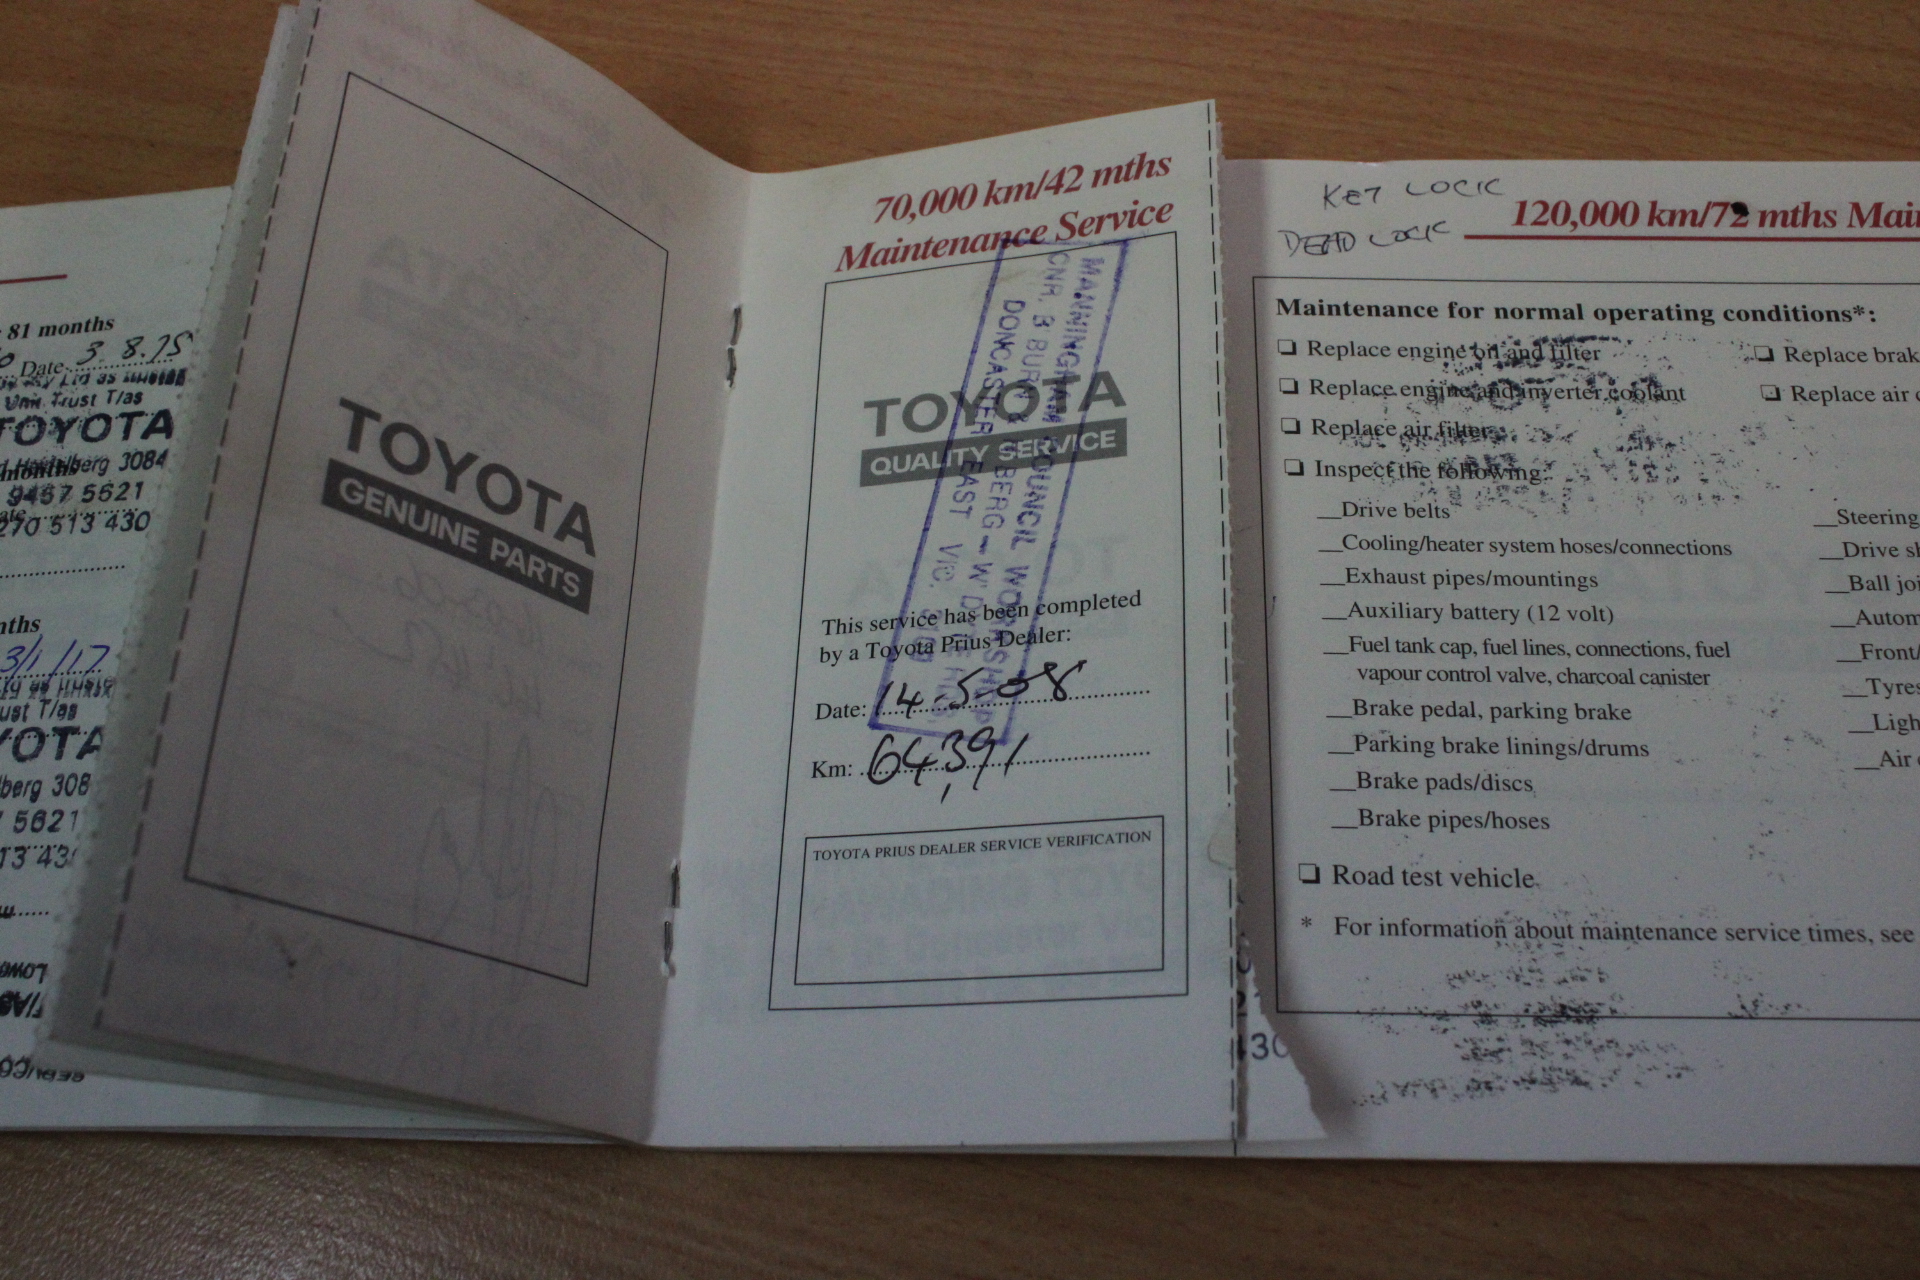 81 months
Date 3.8.15
Unit Trust T/as
TOYOTA
Heidelberg 3084
months
9457 5621
270 513 430
3/1/17
ust T/as
YOTA
berg 308
5621
13 43
TOYOTA
GENUINE PARTS
70,000 km/42 mths
Maintenance Service
MANNINGHAM COUNCIL WORKSHOP
CNR. B BURN & H BERG - W D
DONCASTER EAST VIC.
TOYOTA
QUALITY SERVICE
This service has been completed
by a Toyota Prius Dealer:
Date: 14-5-08
Km: 64,391
TOYOTA PRIUS DEALER SERVICE VERIFICATION
430
KEY LOCK
DEAD LOCK
120,000 km/72 mths Mai
Maintenance for normal operating conditions*:
❏ Replace engine oil and filter
❏ Replace engine and inverter coolant
❏ Replace air filter
❏ Inspect the following:
__Drive belts
__Cooling/heater system hoses/connections
__Exhaust pipes/mountings
__Auxiliary battery (12 volt)
__Fuel tank cap, fuel lines, connections, fuel
vapour control valve, charcoal canister
__Brake pedal, parking brake
__Parking brake linings/drums
__Brake pads/discs
__Brake pipes/hoses
❏ Replace brak
❏ Replace air
__Steering
__Drive sh
__Ball joi
__Autom
__Front/
__Tyres
__Ligh
__Air
❏ Road test vehicle.
* For information about maintenance service times, see